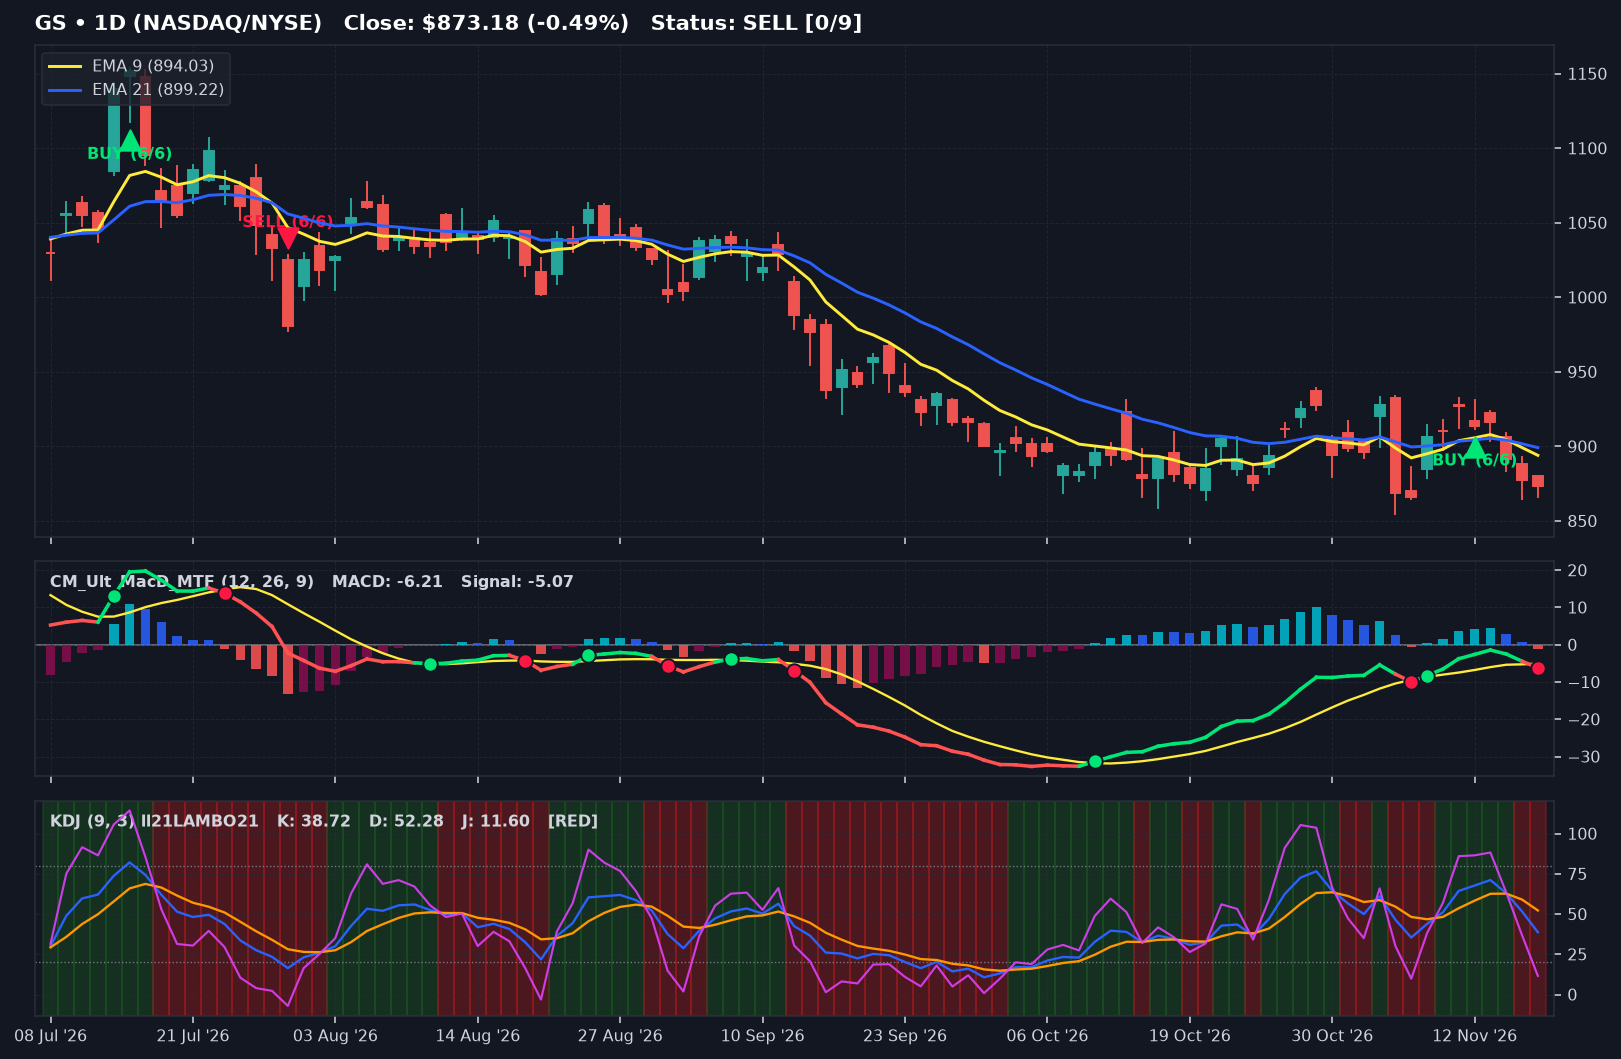 GS • 1D (NASDAQ/NYSE)   Close: $873.18 (-0.49%)   Status: SELL [0/9]
EMA 9 (894.03)
EMA 21 (899.22)
BUY (6/6)
SELL (6/6)
BUY (6/6)
1150
1100
1050
1000
950
900
850
CM_Ult_MacD_MTF (12, 26, 9)   MACD: -6.21   Signal: -5.07
20
10
0
−10
−20
−30
KDJ (9, 3) II21LAMBO21   K: 38.72   D: 52.28   J: 11.60   [RED]
100
75
50
25
0
08 Jul '26
21 Jul '26
03 Aug '26
14 Aug '26
27 Aug '26
10 Sep '26
23 Sep '26
06 Oct '26
19 Oct '26
30 Oct '26
12 Nov '26